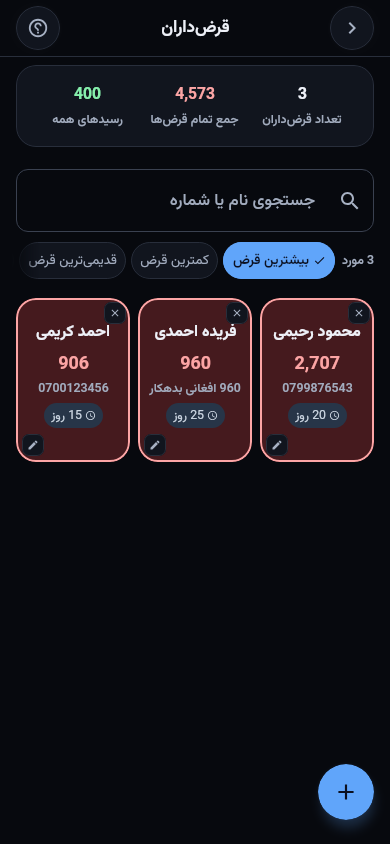 قرض‌داران
تعداد قرض‌داران
3
جمع تمام قرض‌ها
4,573
رسیدهای همه
400
جستجوی نام یا شماره
3 مورد
بیشترین قرض
کمترین قرض
قدیمی‌ترین قرض
محمود رحیمی
2,707
0799876543
20 روز
فریده احمدی
960
960 افغانی بدهکار
25 روز
احمد کریمی
906
0700123456
15 روز